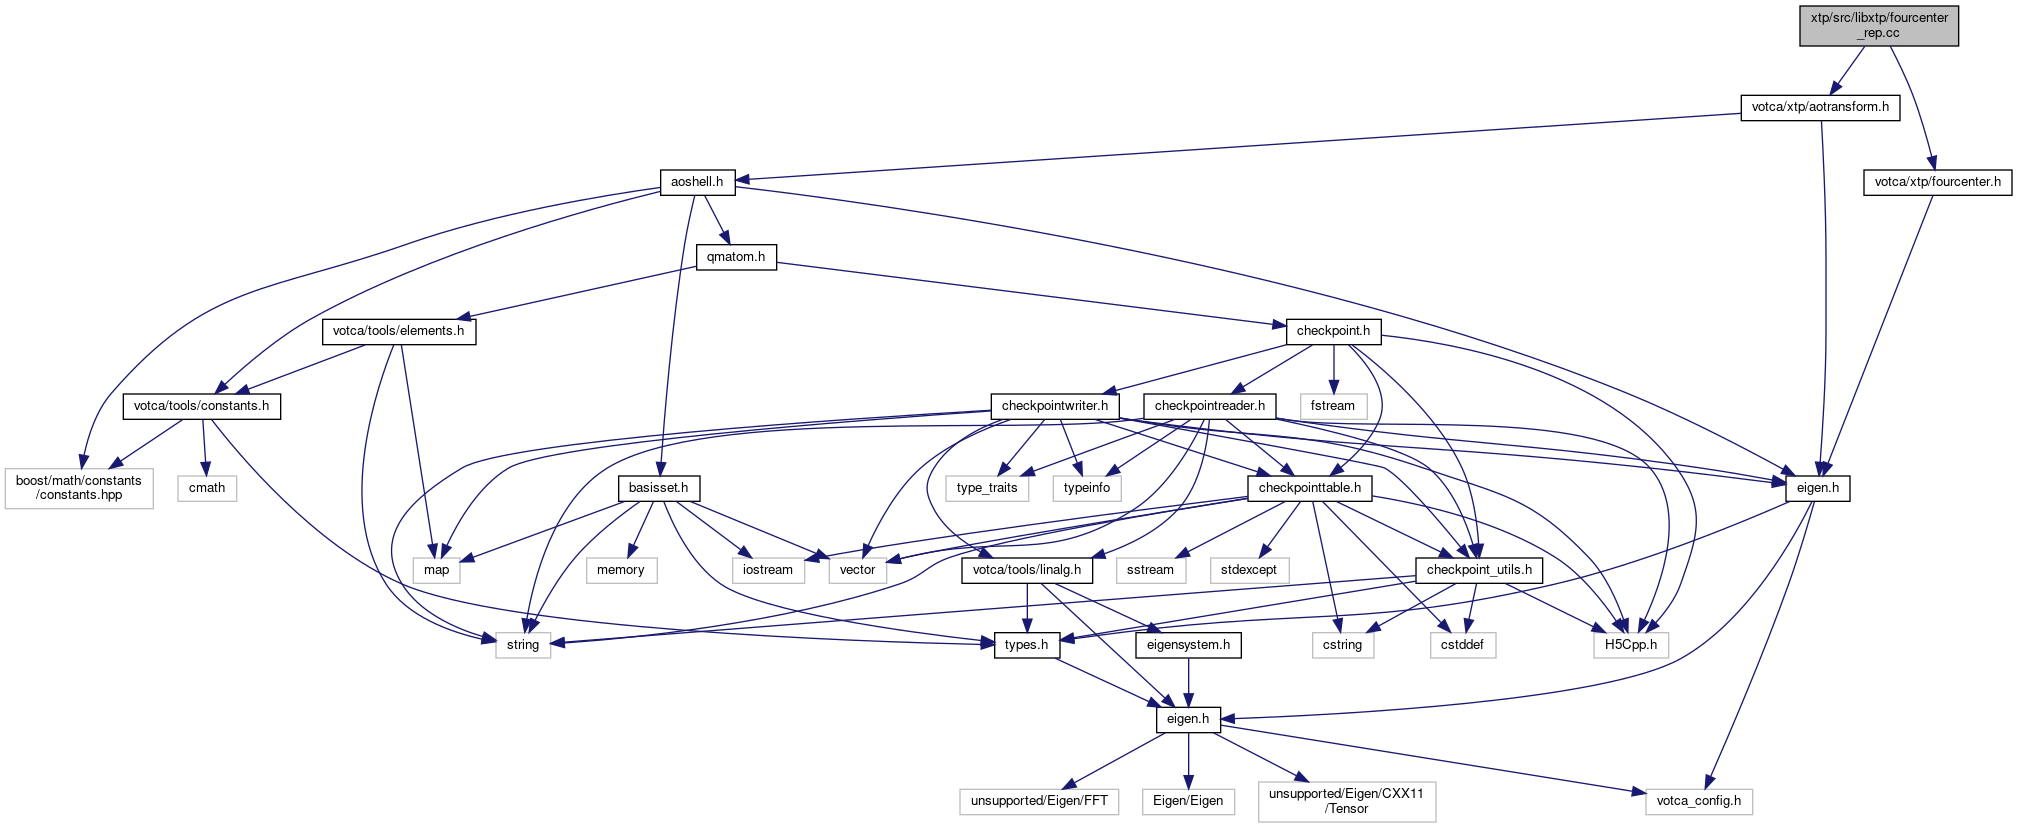 xtp/src/libxtp/fourcenter
_rep.cc
votca/xtp/aotransform.h
aoshell.h
votca/xtp/fourcenter.h
qmatom.h
votca/tools/elements.h
checkpoint.h
votca/tools/constants.h
checkpointwriter.h
checkpointreader.h
fstream
boost/math/constants
/constants.hpp
cmath
basisset.h
type_traits
typeinfo
checkpointtable.h
eigen.h
map
memory
iostream
vector
votca/tools/linalg.h
sstream
stdexcept
checkpoint_utils.h
string
types.h
eigensystem.h
cstring
cstddef
H5Cpp.h
eigen.h
unsupported/Eigen/FFT
Eigen/Eigen
unsupported/Eigen/CXX11
/Tensor
votca_config.h